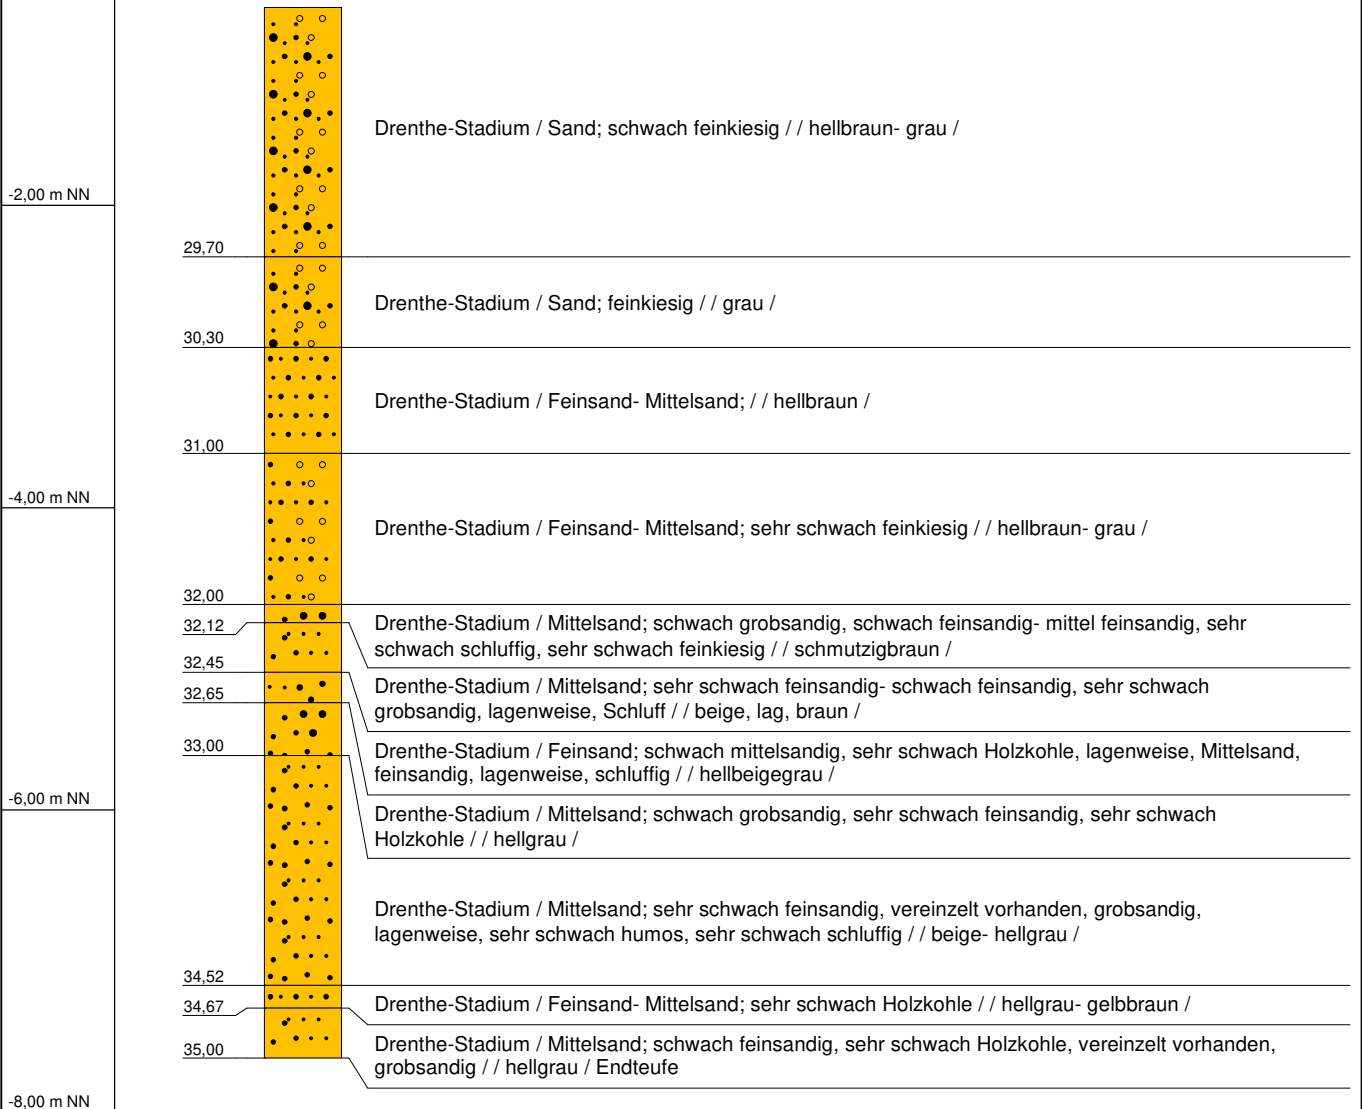 Drenthe-Stadium / Sand; schwach feinkiesig / / hellbraun- grau /
-2,00 m NN
29,70
Drenthe-Stadium / Sand; feinkiesig / / grau /
30,30
Drenthe-Stadium / Feinsand- Mittelsand; / / hellbraun /
31,00
-4,00 m NN
Drenthe-Stadium / Feinsand- Mittelsand; sehr schwach feinkiesig / / hellbraun- grau /
32,00
32,12
Drenthe-Stadium / Mittelsand; schwach grobsandig, schwach feinsandig- mittel feinsandig, sehr
schwach schluffig, sehr schwach feinkiesig / / schmutzigbraun /
32,45
Drenthe-Stadium / Mittelsand; sehr schwach feinsandig- schwach feinsandig, sehr schwach
grobsandig, lagenweise, Schluff / / beige, lag, braun /
32,65
33,00
Drenthe-Stadium / Feinsand; schwach mittelsandig, sehr schwach Holzkohle, lagenweise, Mittelsand,
feinsandig, lagenweise, schluffig / / hellbeigegrau /
-6,00 m NN
Drenthe-Stadium / Mittelsand; schwach grobsandig, sehr schwach feinsandig, sehr schwach
Holzkohle / / hellgrau /
Drenthe-Stadium / Mittelsand; sehr schwach feinsandig, vereinzelt vorhanden, grobsandig,
lagenweise, sehr schwach humos, sehr schwach schluffig / / beige- hellgrau /
34,52
34,67
Drenthe-Stadium / Feinsand- Mittelsand; sehr schwach Holzkohle / / hellgrau- gelbbraun /
35,00
Drenthe-Stadium / Mittelsand; schwach feinsandig, sehr schwach Holzkohle, vereinzelt vorhanden,
grobsandig / / hellgrau / Endteufe
-8,00 m NN